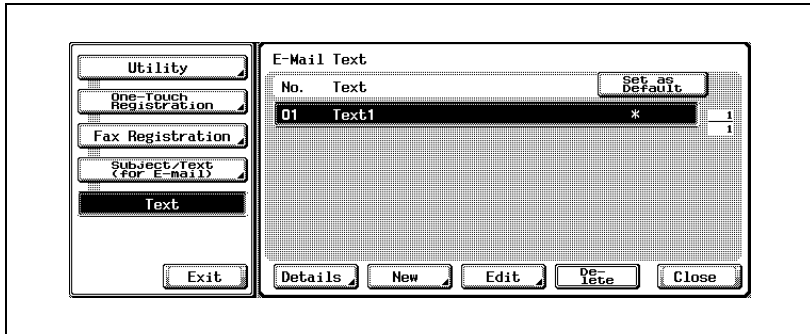 Utility
One-Touch
Registration
Fax Registration
Subject/Text
(for E-mail)
Text
Exit
E-Mail Text
No. Text
Set as
Default
01 Text1 *
1
1
Details
New
Edit
De-
lete
Close